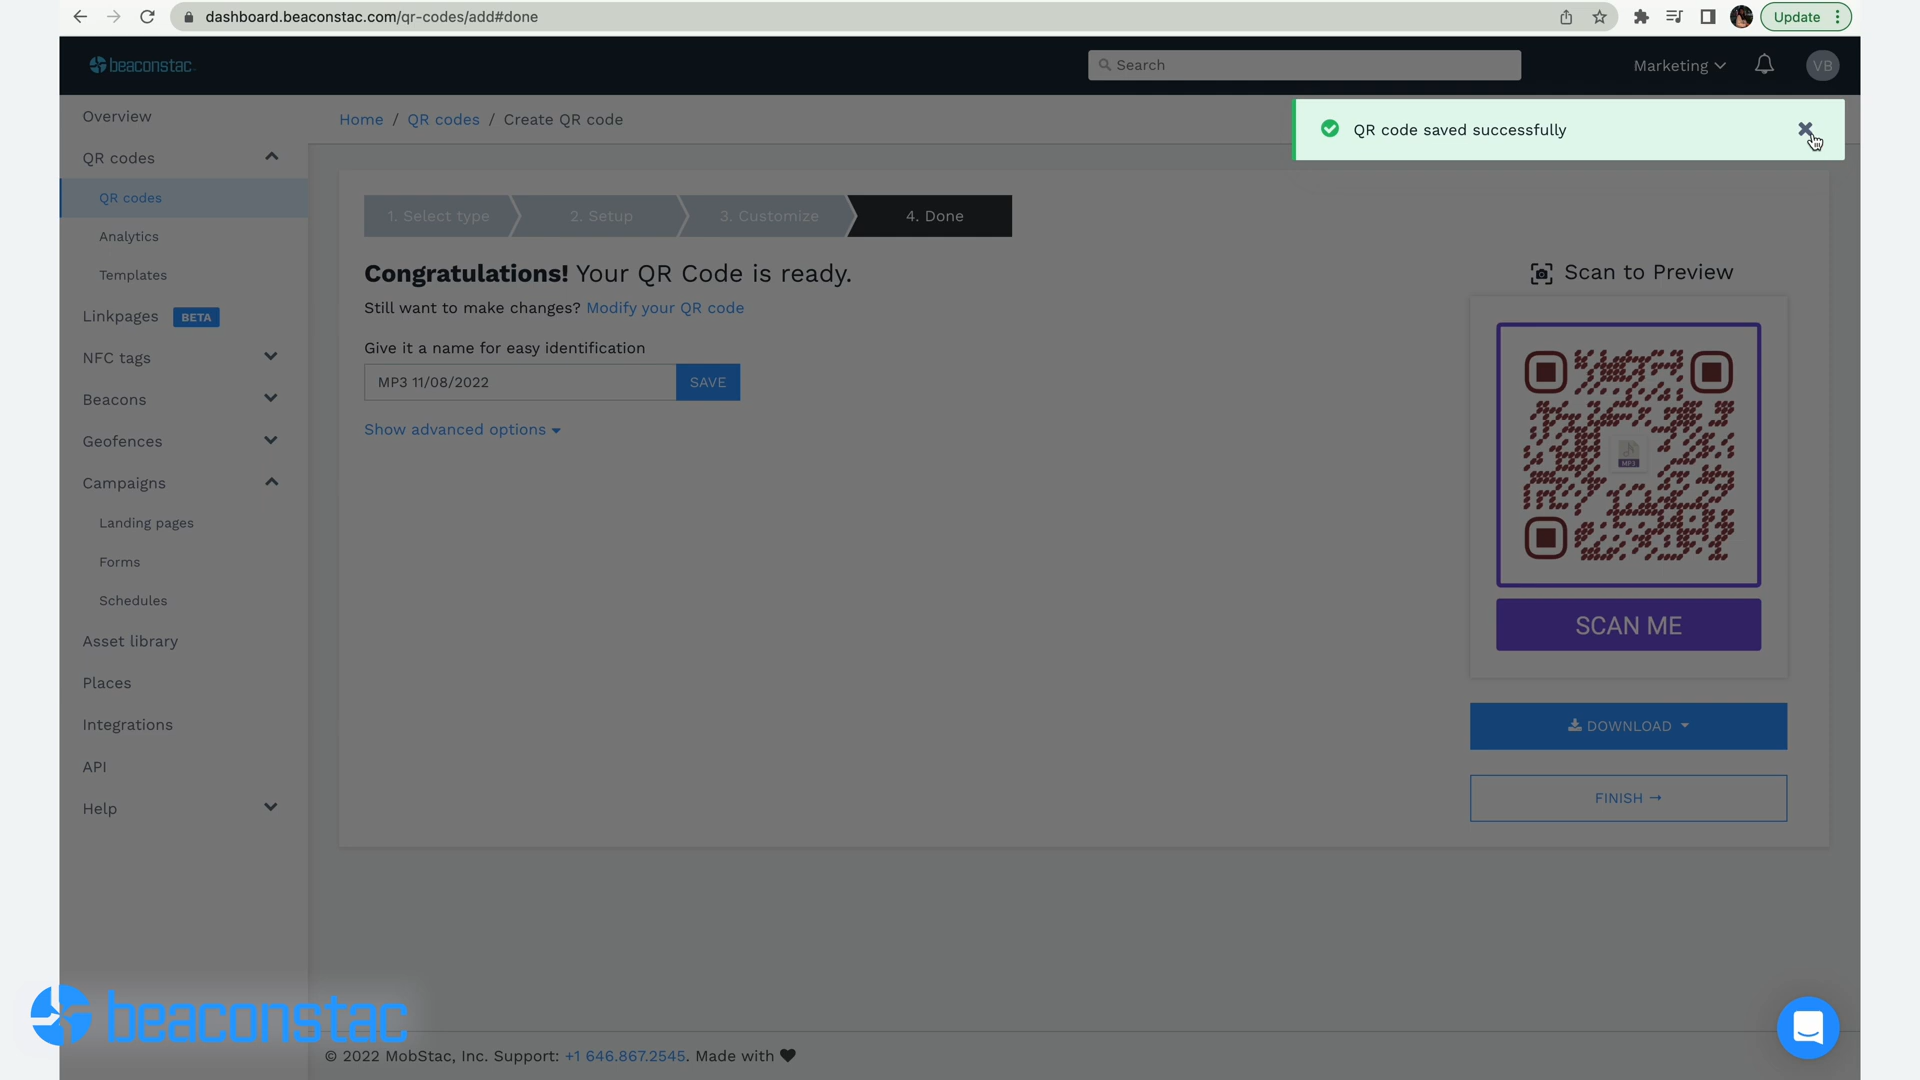 dashboard.beaconstac.com/qr-codes/add#done
Update
beaconstac
Search
Marketing
VB
Overview
Home / QR codes / Create QR code
QR code saved successfully
QR codes
QR codes
Analytics
Templates
Linkpages BETA
NFC tags
Beacons
Geofences
Campaigns
Landing pages
Forms
Schedules
Asset library
Places
Integrations
API
Help
1. Select type
2. Setup
3. Customize
4. Done
Congratulations! Your QR Code is ready.
Still want to make changes? Modify your QR code
Give it a name for easy identification
MP3 11/08/2022
SAVE
Show advanced options
Scan to Preview
MP3
SCAN ME
DOWNLOAD
FINISH →
beaconstac
© 2022 MobStac, Inc. Support: +1 646.867.2545. Made with ♥